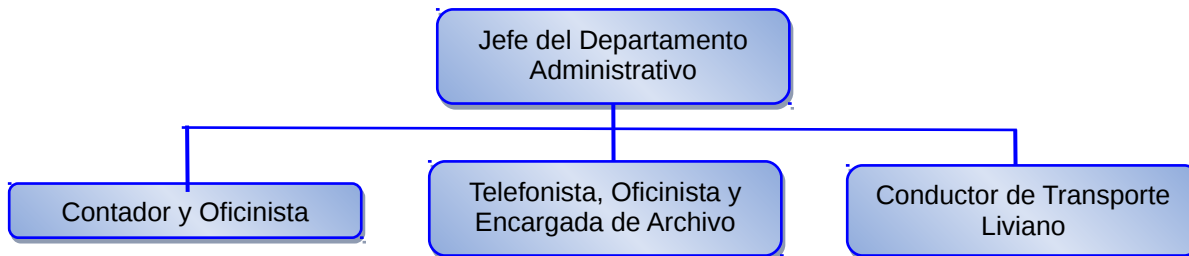 Jefe del Departamento
Administrativo
Contador y Oficinista
Telefonista, Oficinista y
Encargada de Archivo
Conductor de Transporte
Liviano